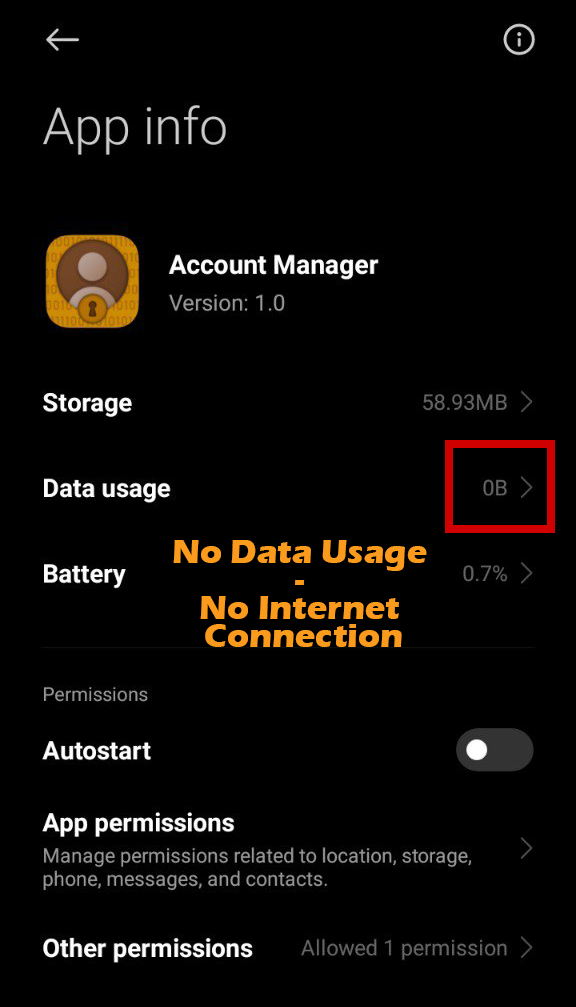 App info
Account Manager
Version: 1.0
Storage 58.93MB
Data usage 0B
No Data Usage
-
Battery 0.7%
No Internet
Connection
Permissions
Autostart
App permissions
Manage permissions related to location, storage,
phone, messages, and contacts.
Other permissions Allowed 1 permission